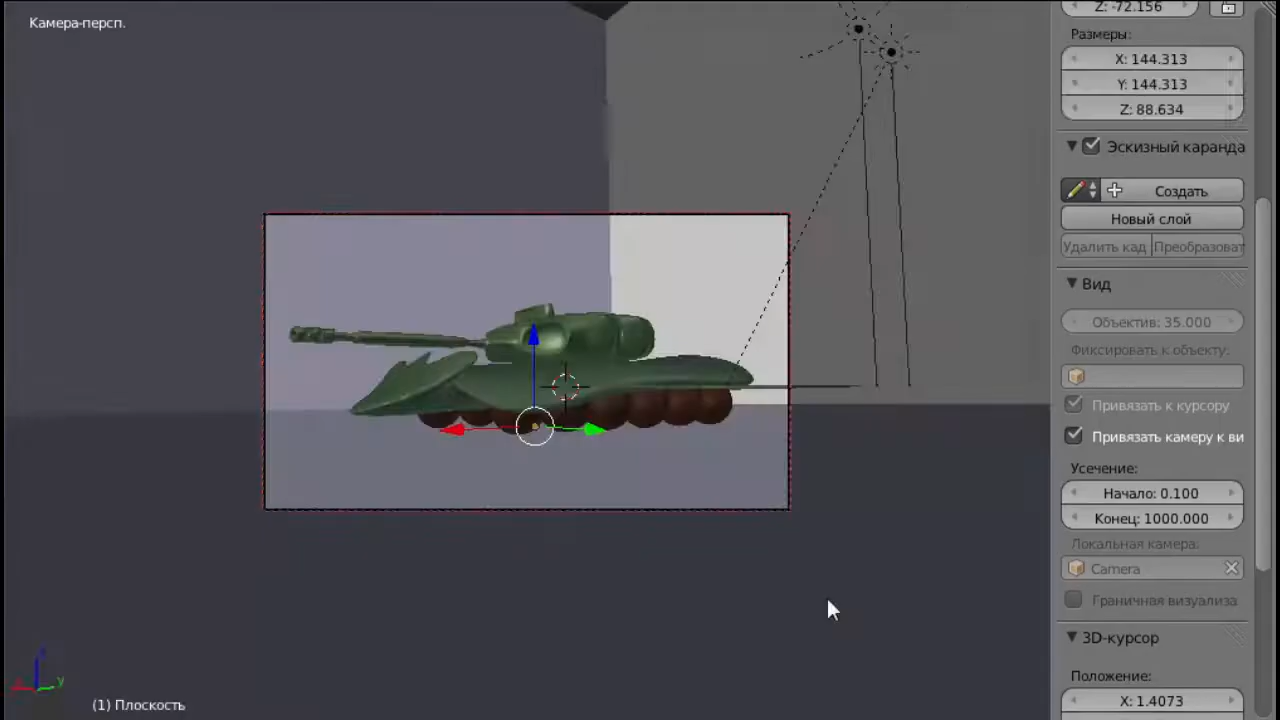 Камера-персп.
Z: -72.156
Размеры:
X: 144.313
Y: 144.313
Z: 88.634
Эскизный каранда
Создать
Новый слой
Удалить кад
Преобразоват
Вид
Объектив: 35.000
Фиксировать к объекту:
Привязать к курсору
Привязать камеру к ви
Усечение:
Начало: 0.100
Конец: 1000.000
Локальная камера:
Camera
Граничная визуализа
3D-курсор
Положение:
X: 1.4073
y
(1) Плоскость